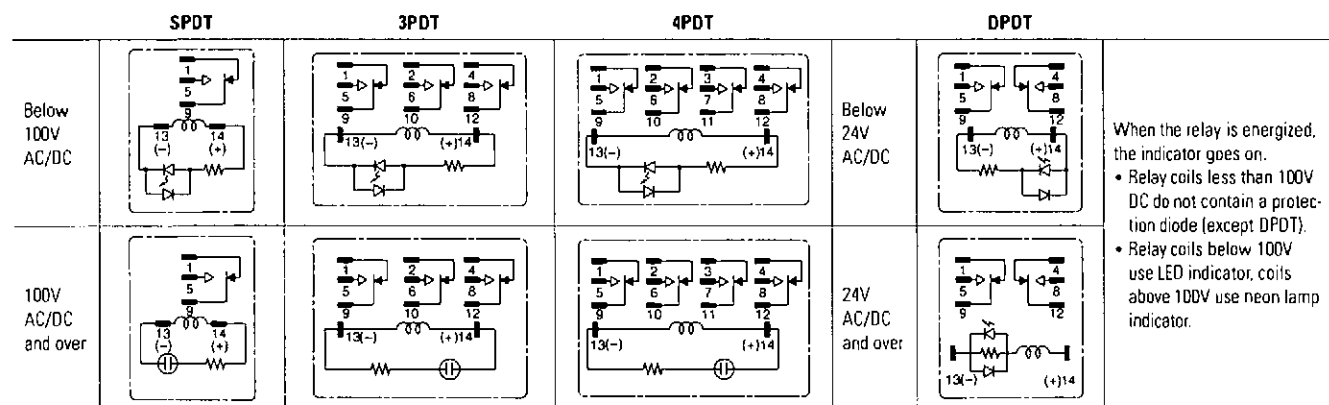 SPDT 3PDT 4PDT DPDT
Below
100V
AC/DC
1
5
9
13 14
(-) (+)
1 2 4
5 6 8
9 10 12
13(-) (+)14
1 2 3 4
5 6 7 8
9 10 11 12
13(-) (+)14
Below
24V
AC/DC
1 4
5 8
9 12
13(-) (+)14
When the relay is energized,
the indicator goes on.
• Relay coils less than 100V
DC do not contain a protec-
tion diode (except DPDT).
• Relay coils below 100V
use LED indicator, coils
above 100V use neon lamp
indicator.
100V
AC/DC
and over
1
5
9
13 14
(-) (+)
1 2 4
5 6 8
9 10 12
13(-) (+)14
1 2 3 4
5 6 7 8
9 10 11 12
13(-) (+)14
24V
AC/DC
and over
1 4
5 8
9 12
13(-) (+)14